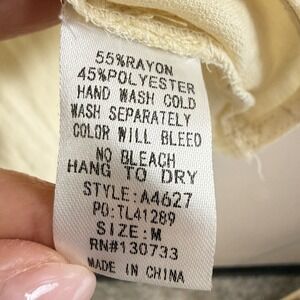 55%RAYON
45%POLYESTER
HAND WASH COLD
WASH SEPARATELY
COLOR WILL BLEED
NO BLEACH
HANG TO DRY
STYLE:A4627
PO:TL41289
SIZE:M
RN#130733
MADE IN CHINA